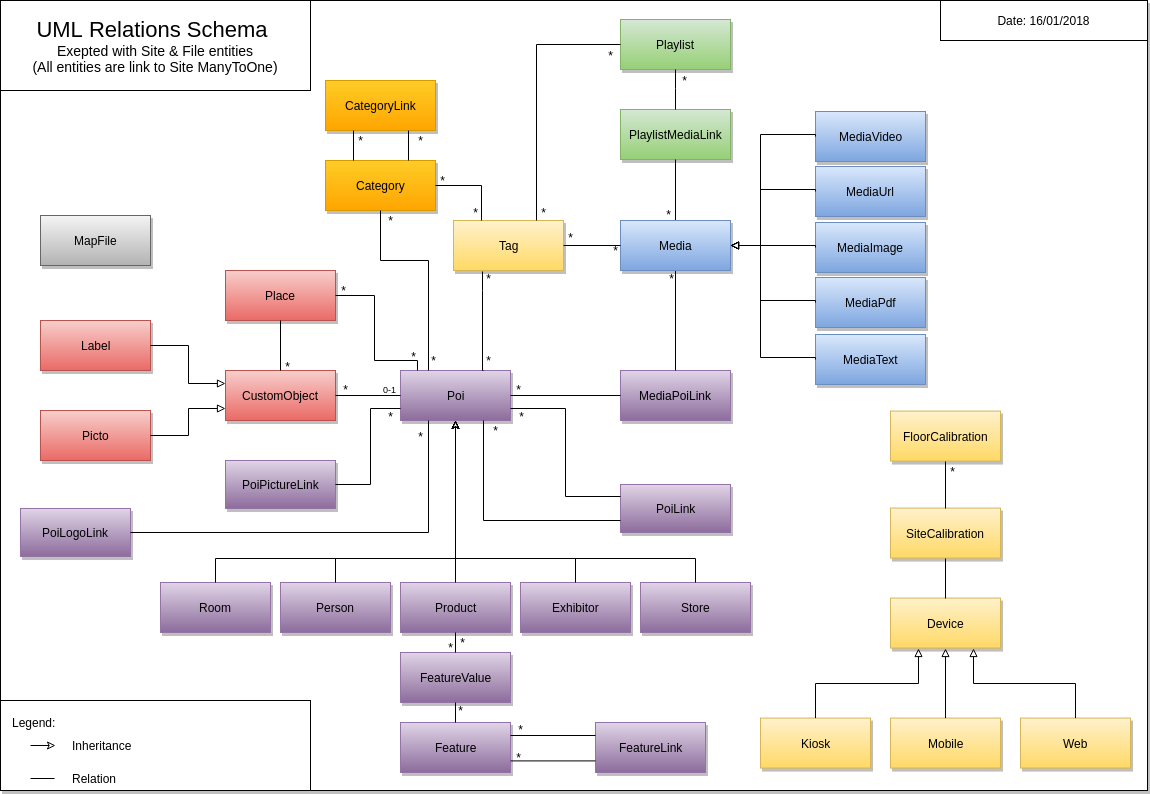 UML Relations Schema
Exepted with Site & File entities
(All entities are link to Site ManyToOne)
Date: 16/01/2018
Playlist
*
*
CategoryLink
*
*
PlaylistMediaLink
MediaVideo
Category
*
*
*
*
*
MediaUrl
MapFile
Tag
*
*
Media
MediaImage
*
*
Place
*
MediaPdf
Label
*
*
*
*
MediaText
CustomObject
*
0-1
Poi
*
MediaPoiLink
*
*
Picto
*
*
FloorCalibration
*
PoiPictureLink
PoiLink
PoiLogoLink
SiteCalibration
Room
Person
Product
Exhibitor
Store
Device
*
*
FeatureValue
*
Feature
*
*
FeatureLink
Kiosk
Mobile
Web
Legend:
Inheritance
Relation